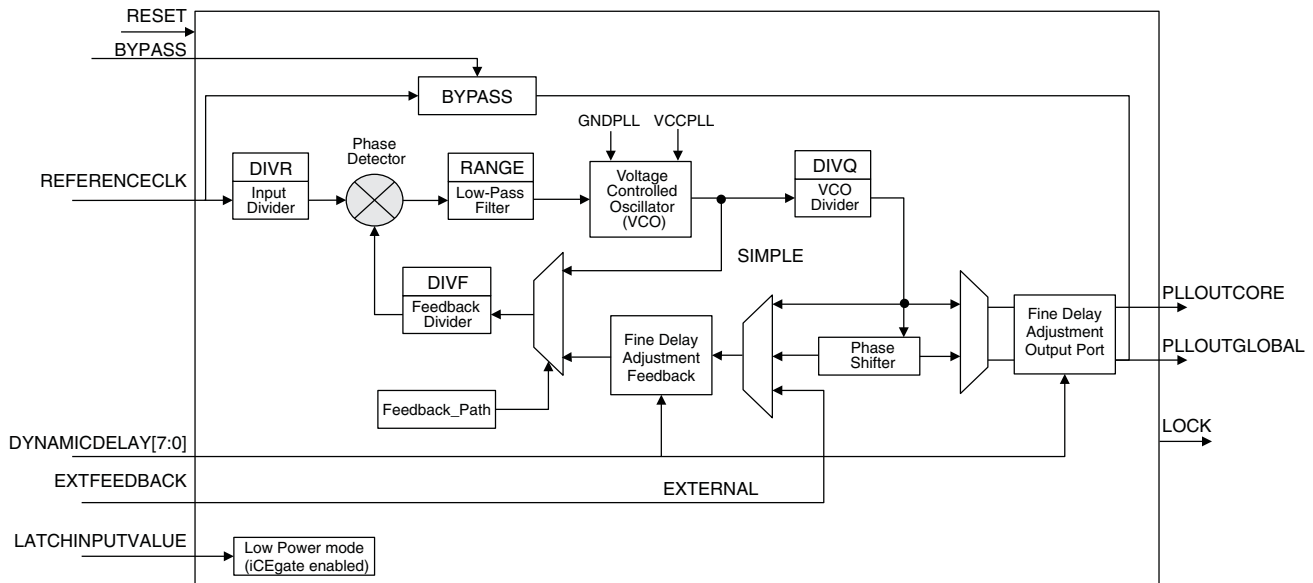 RESET
BYPASS
BYPASS
GNDPLL
VCCPLL
Phase
Detector
DIVR
Input
Divider
RANGE
Low-Pass
Filter
Voltage
Controlled
Oscillator
(VCO)
DIVQ
VCO
Divider
REFERENCECLK
SIMPLE
DIVF
Feedback
Divider
Fine Delay
Adjustment
Feedback
Phase
Shifter
Fine Delay
Adjustment
Output Port
PLLOUTCORE
PLLOUTGLOBAL
Feedback_Path
DYNAMICDELAY[7:0]
LOCK
EXTFEEDBACK
EXTERNAL
LATCHINPUTVALUE
Low Power mode
(iCEgate enabled)